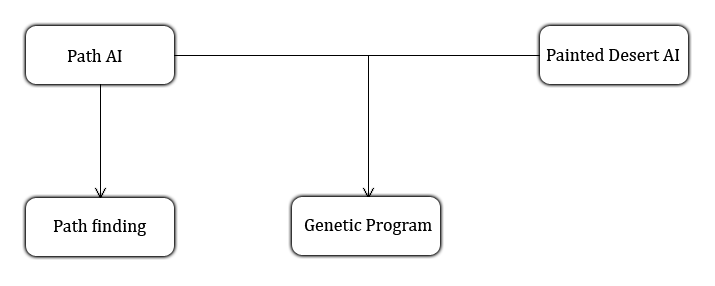 Path AI
Painted Desert AI
Path finding
Genetic Program